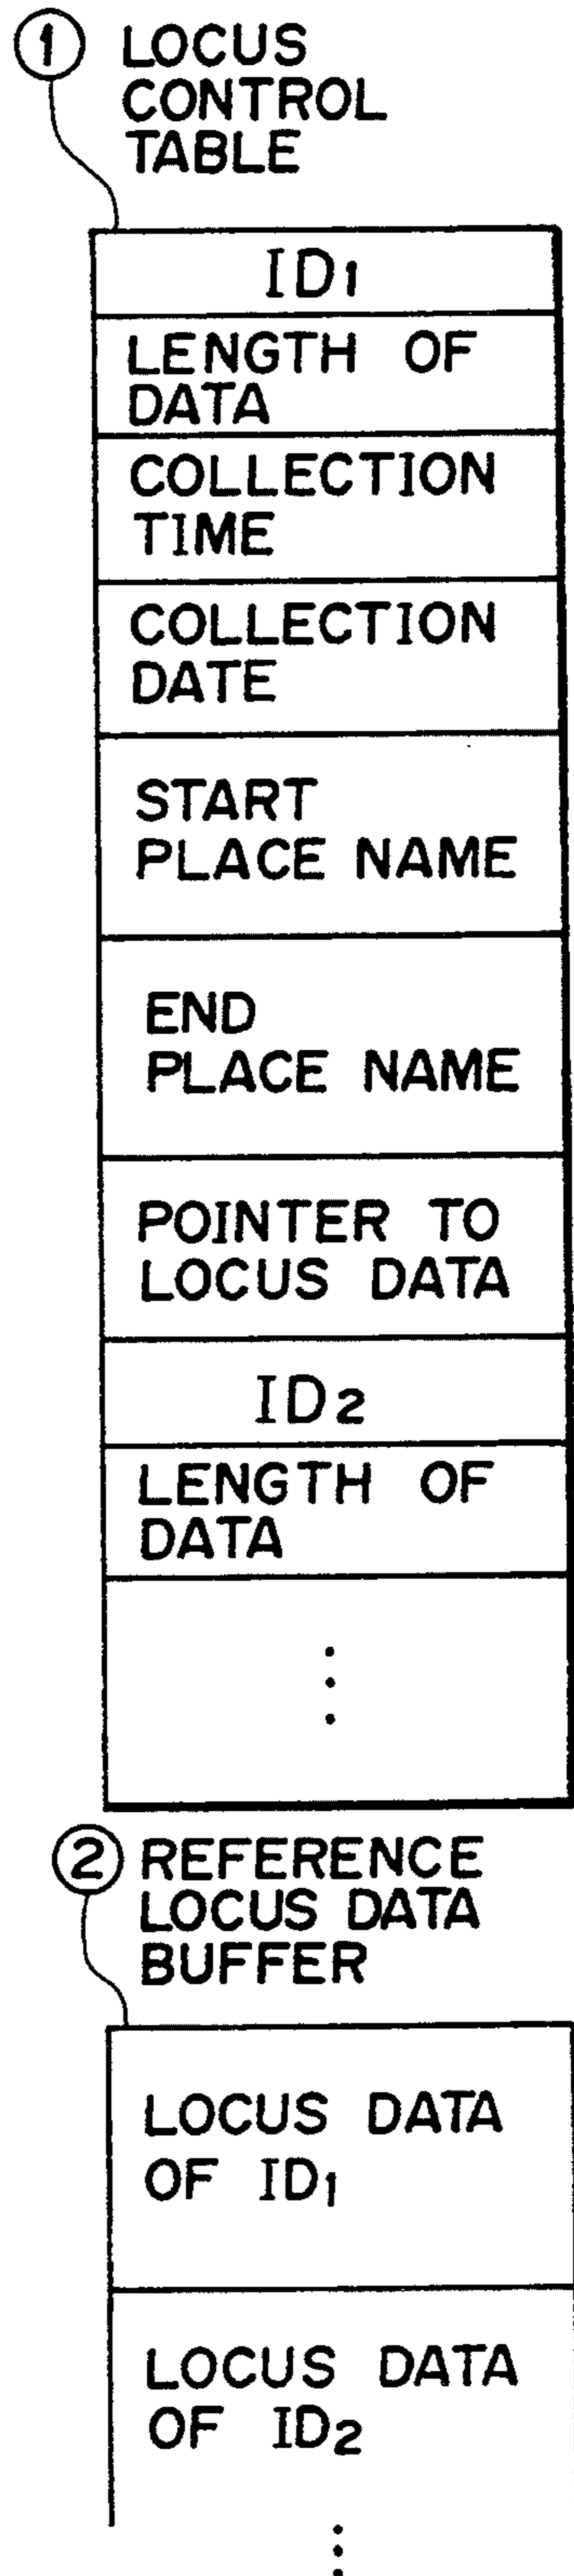 ① LOCUS
CONTROL
TABLE
ID₁
LENGTH OF
DATA
COLLECTION
TIME
COLLECTION
DATE
START
PLACE NAME
END
PLACE NAME
POINTER TO
LOCUS DATA
ID₂
LENGTH OF
DATA
⋮
② REFERENCE
LOCUS DATA
BUFFER
LOCUS DATA
OF ID₁
LOCUS DATA
OF ID₂
⋮